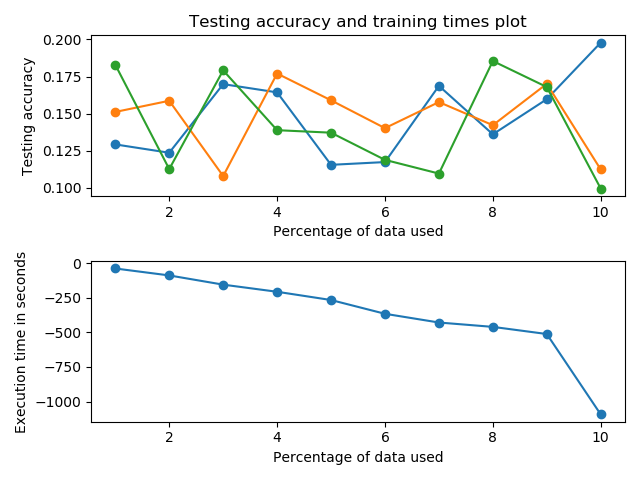 Testing accuracy and training times plot
Testing accuracy
0.200
0.175
0.150
0.125
0.100
2 4 6 8 10
Percentage of data used
Execution time in seconds
0
−250
−500
−750
−1000
2 4 6 8 10
Percentage of data used